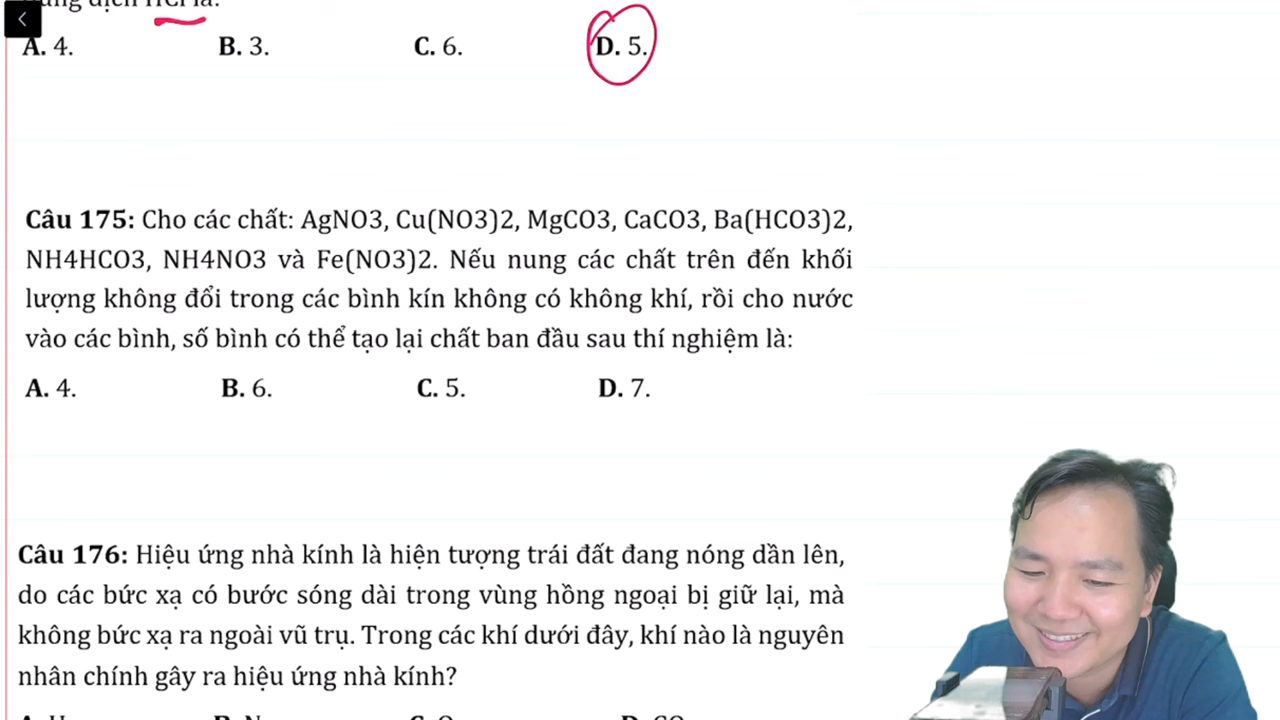 A. 4. B. 3. C. 6. D. 5.
Câu 175: Cho các chất: AgNO3, Cu(NO3)2, MgCO3, CaCO3, Ba(HCO3)2,
NH4HCO3, NH4NO3 và Fe(NO3)2. Nếu nung các chất trên đến khối
lượng không đổi trong các bình kín không có không khí, rồi cho nước
vào các bình, số bình có thể tạo lại chất ban đầu sau thí nghiệm là:
A. 4. B. 6. C. 5. D. 7.
Câu 176: Hiệu ứng nhà kính là hiện tượng trái đất đang nóng dần lên,
do các bức xạ có bước sóng dài trong vùng hồng ngoại bị giữ lại, mà
không bức xạ ra ngoài vũ trụ. Trong các khí dưới đây, khí nào là nguyên
nhân chính gây ra hiệu ứng nhà kính?